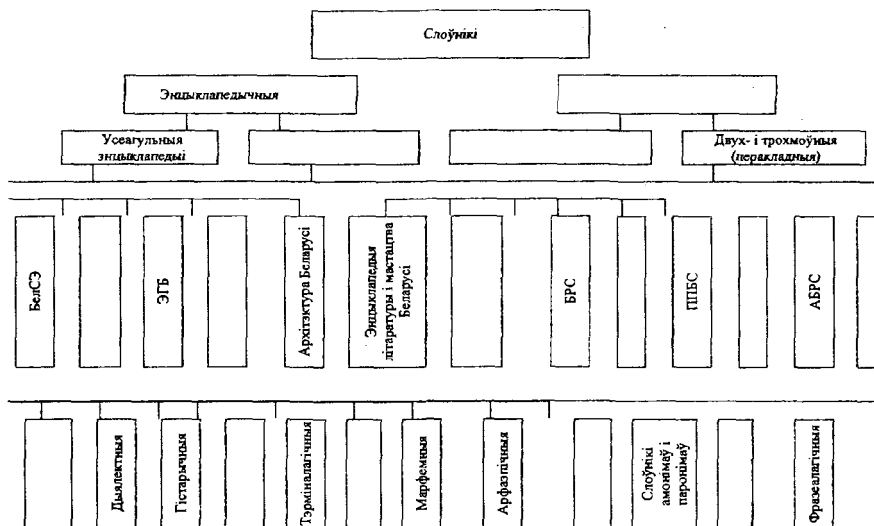 Слоўнікі
Энцыклапедычныя
Усеагульныя
энцыклапедыі
Двух- і трохмоўныя
(перакладныя)
БелСЭ
ЭГБ
Архітэктура Беларусі
Энцыклапедыя
літаратуры і мастацтва
Беларусі
БРС
ППБС
АБРС
Дыялектныя
Гістарычныя
Тэрміналагічныя
Марфемныя
Арфаэпічныя
Слоўнікі
амонімаў і
паронімаў
Фразеалагічныя